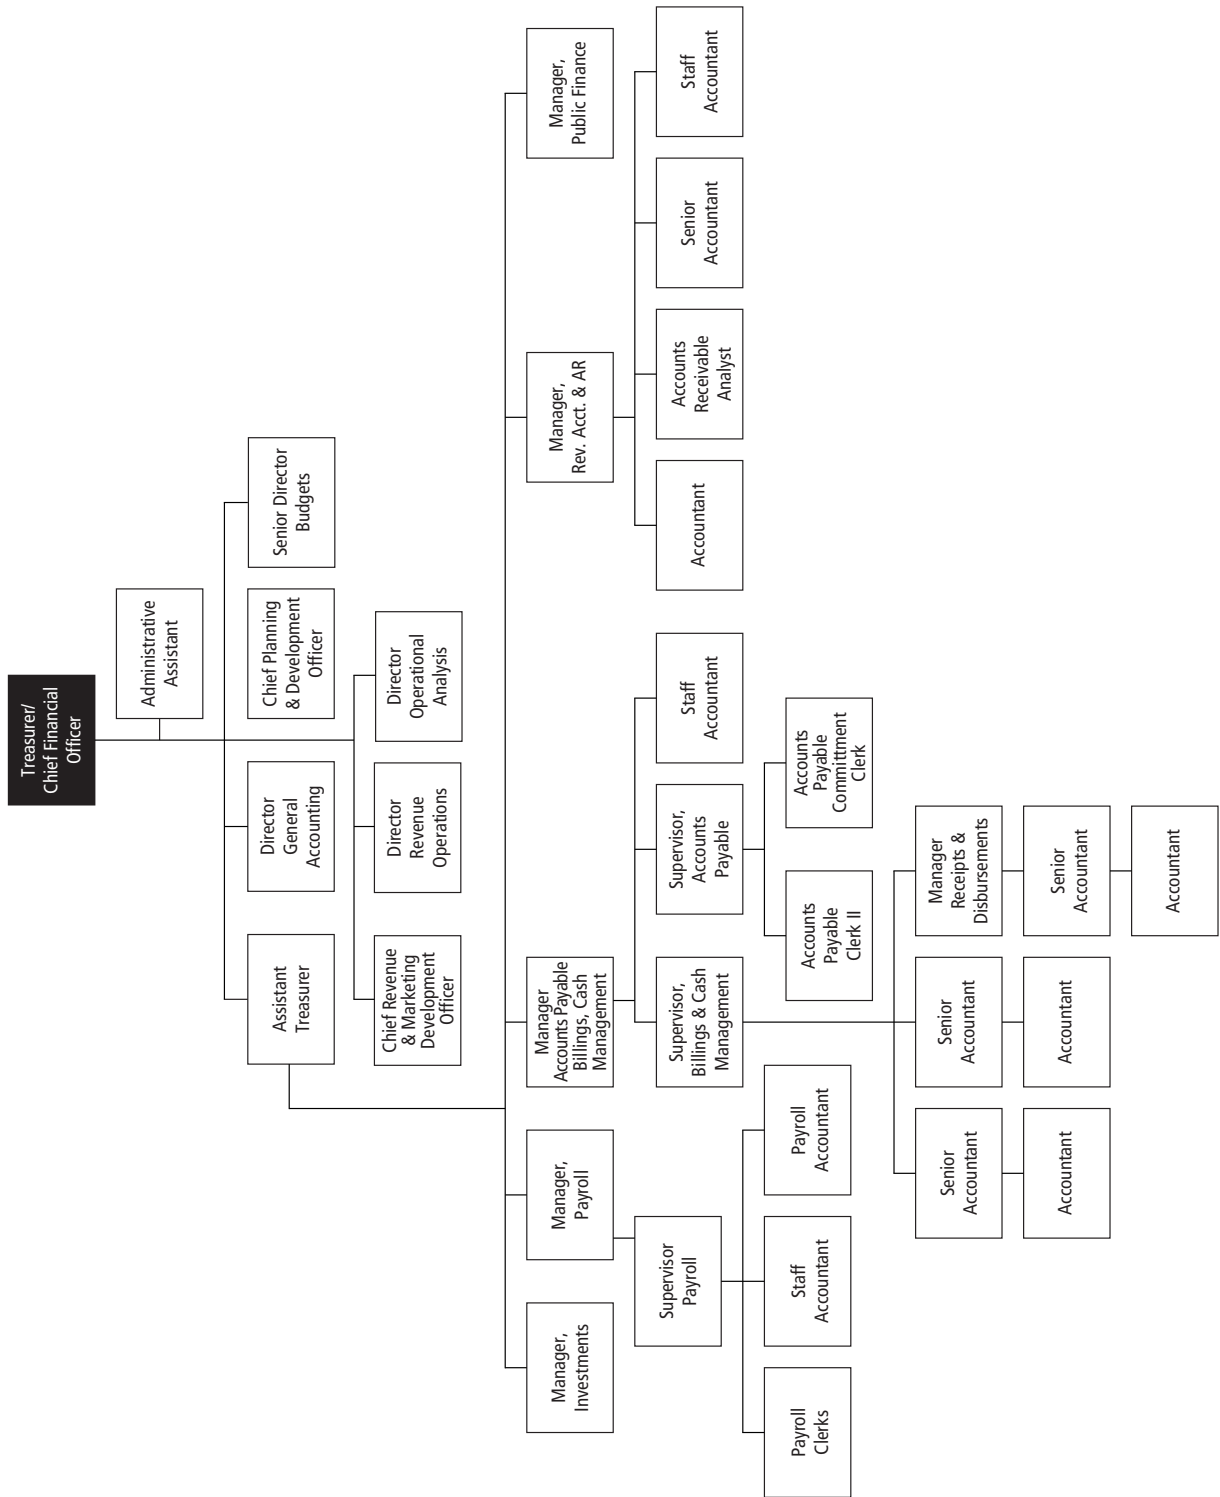 Treasurer/
Chief Financial
Officer
Administrative
Assistant
Assistant
Treasurer
Director
General
Accounting
Chief Planning
& Development
Officer
Senior Director
Budgets
Chief Revenue
& Marketing
Development
Officer
Director
Revenue
Operations
Director
Operational
Analysis
Manager,
Investments
Manager,
Payroll
Manager
Accounts Payable
Billings, Cash
Management
Manager,
Rev. Acct. & AR
Manager,
Public Finance
Supervisor
Payroll
Supervisor,
Billings & Cash
Management
Supervisor,
Accounts
Payable
Staff
Accountant
Accountant
Accounts
Receivable
Analyst
Senior
Accountant
Staff
Accountant
Payroll
Clerks
Staff
Accountant
Payroll
Accountant
Accounts
Payable
Clerk II
Accounts
Payable
Committment
Clerk
Senior
Accountant
Senior
Accountant
Manager
Receipts &
Disbursements
Accountant
Accountant
Senior
Accountant
Accountant